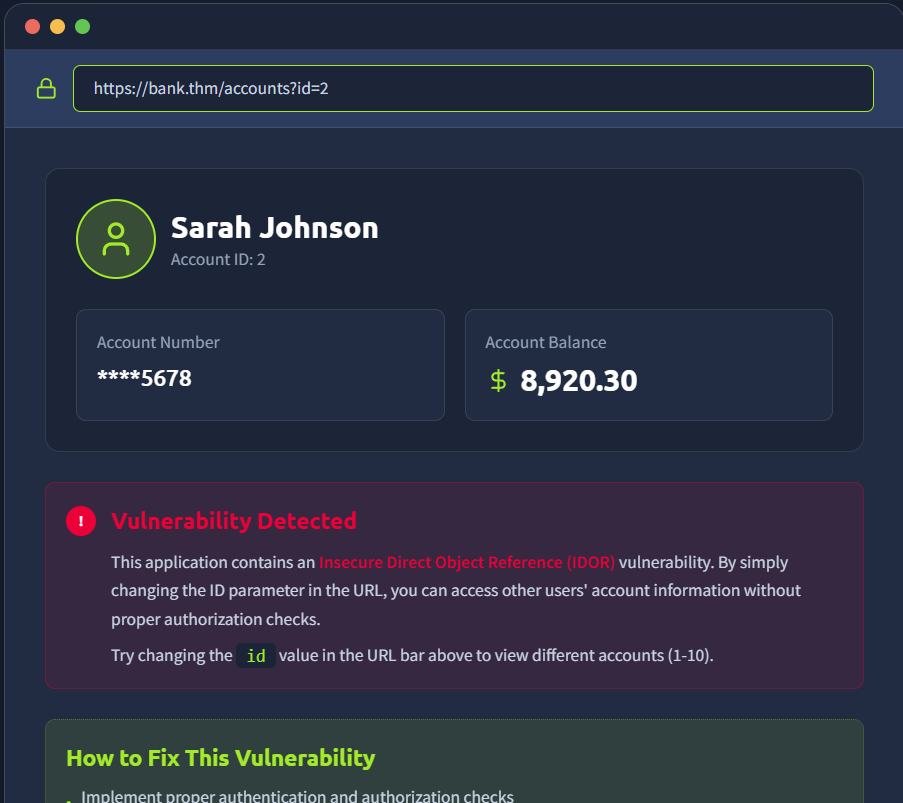 https://bank.thm/accounts?id=2
Sarah Johnson
Account ID: 2
Account Number
****5678
Account Balance
$ 8,920.30
!
Vulnerability Detected
This application contains an Insecure Direct Object Reference (IDOR) vulnerability. By simply
changing the ID parameter in the URL, you can access other users' account information without
proper authorization checks.
Try changing the id value in the URL bar above to view different accounts (1-10).
How to Fix This Vulnerability
Implement proper authentication and authorization checks